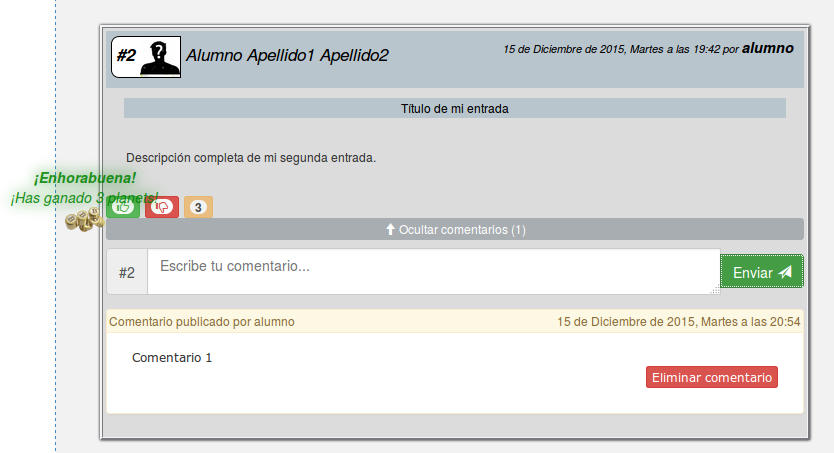 #2 Alumno Apellido1 Apellido2
15 de Diciembre de 2015, Martes a las 19:42 por alumno
Título de mi entrada
Descripción completa de mi segunda entrada.
¡Enhorabuena!
¡Has ganado 3 planets!
3
Ocultar comentarios (1)
#2 Escribe tu comentario... Enviar
Comentario publicado por alumno 15 de Diciembre de 2015, Martes a las 20:54
Comentario 1
Eliminar comentario